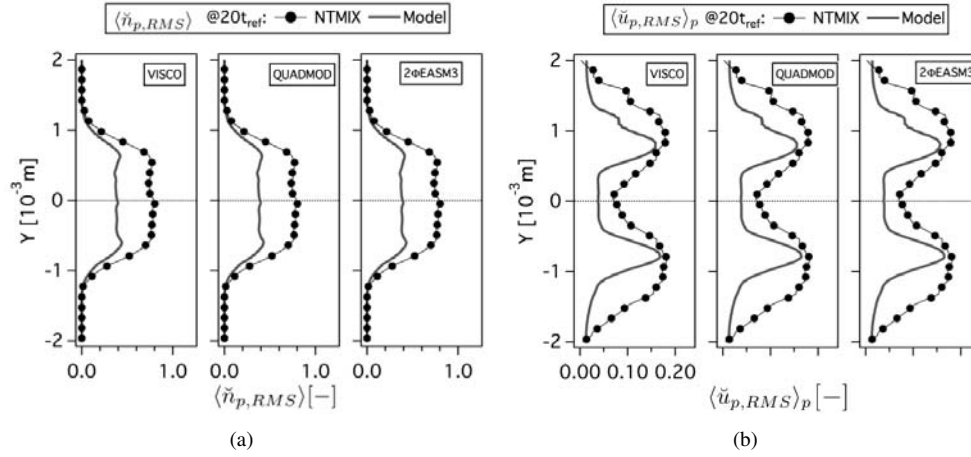 ⟨n̆p,RMS⟩ @20tref: NTMIX Model
VISCO QUADMOD 2ΦEASM3
Y [10⁻³m]
2
1
0
-1
-2
0.0 1.0 0.0 1.0 0.0 1.0
⟨n̆p,RMS⟩[−]
(a)
⟨ŭp,RMS⟩p @20tref: NTMIX Model
VISCO QUADMOD 2ΦEASM3
Y [10⁻³m]
2
1
0
-1
-2
0.00 0.10 0.20
⟨ŭp,RMS⟩p [−]
(b)